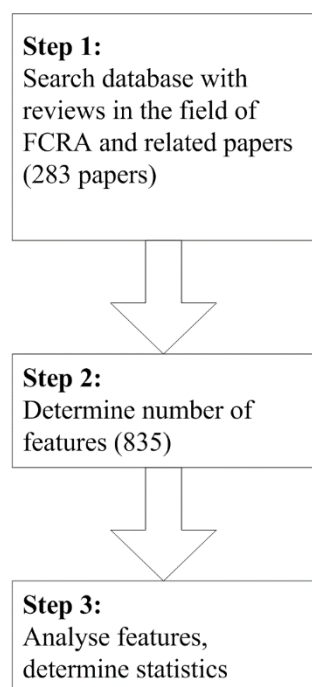 Step 1:
Search database with
reviews in the field of
FCRA and related papers
(283 papers)
Step 2:
Determine number of
features (835)
Step 3:
Analyse features,
determine statistics